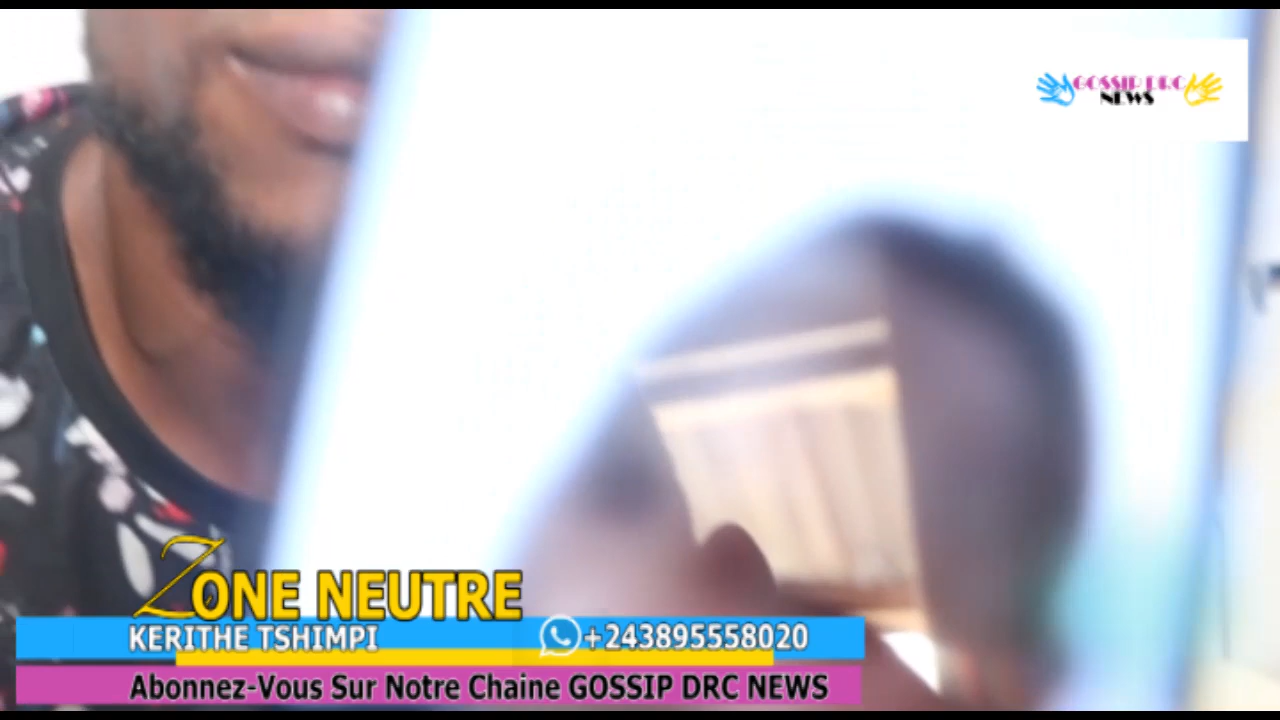 GOSSIP DRC
NEWS
ZONE NEUTRE
KERITHE TSHIMPI
+243895558020
Abonnez-Vous Sur Notre Chaine GOSSIP DRC NEWS